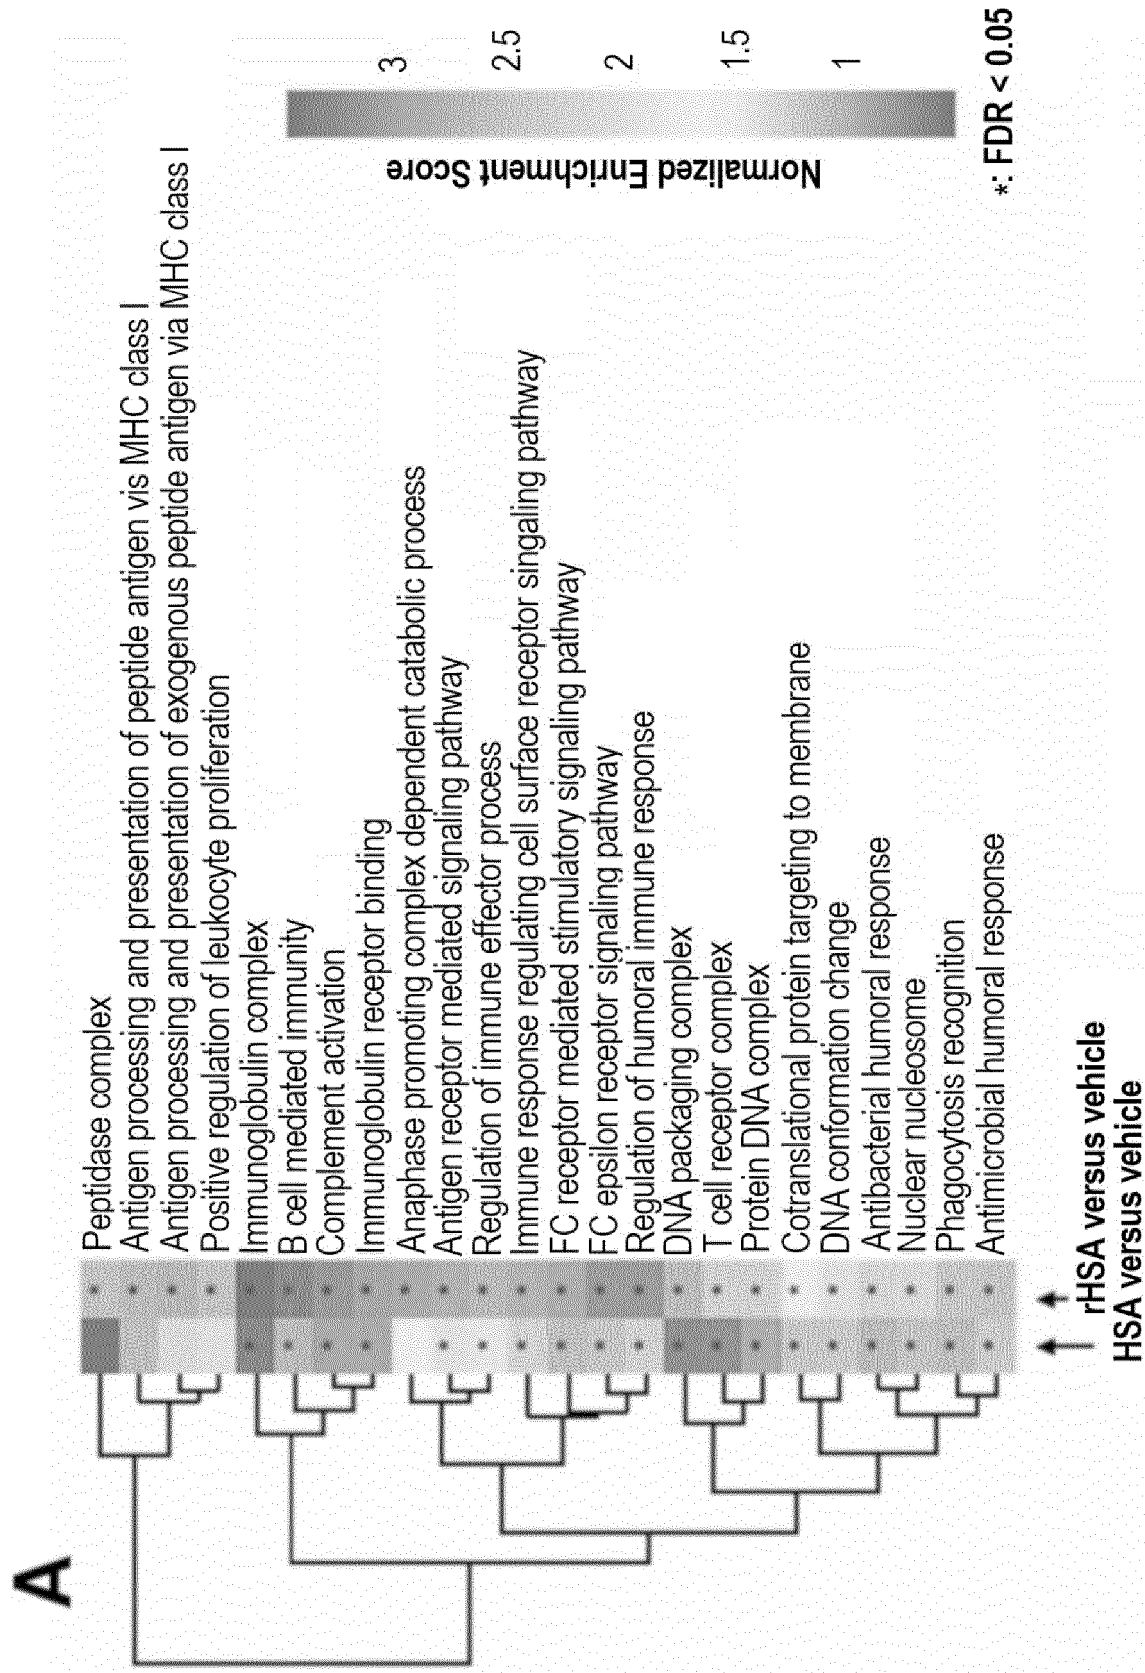 A
Peptidase complex
Antigen processing and presentation of peptide antigen vis MHC class I
Antigen processing and presentation of exogenous peptide antigen via MHC class I
Positive regulation of leukocyte proliferation
Immunoglobulin complex
B cell mediated immunity
Complement activation
Immunoglobulin receptor binding
Anaphase promoting complex dependent catabolic process
Antigen receptor mediated signaling pathway
Regulation of immune effector process
Immune response regulating cell surface receptor singaling pathway
FC receptor mediated stimulatory signaling pathway
FC epsilon receptor signaling pathway
Regulation of humoral immune response
DNA packaging complex
T cell receptor complex
Protein DNA complex
Cotranslational protein targeting to membrane
DNA conformation change
Antibacterial humoral response
Nuclear nucleosome
Phagocytosis recognition
Antimicrobial humoral response
rHSA versus vehicle
HSA versus vehicle
Normalized Enrichment Score
3
2.5
2
1.5
1
*: FDR < 0.05